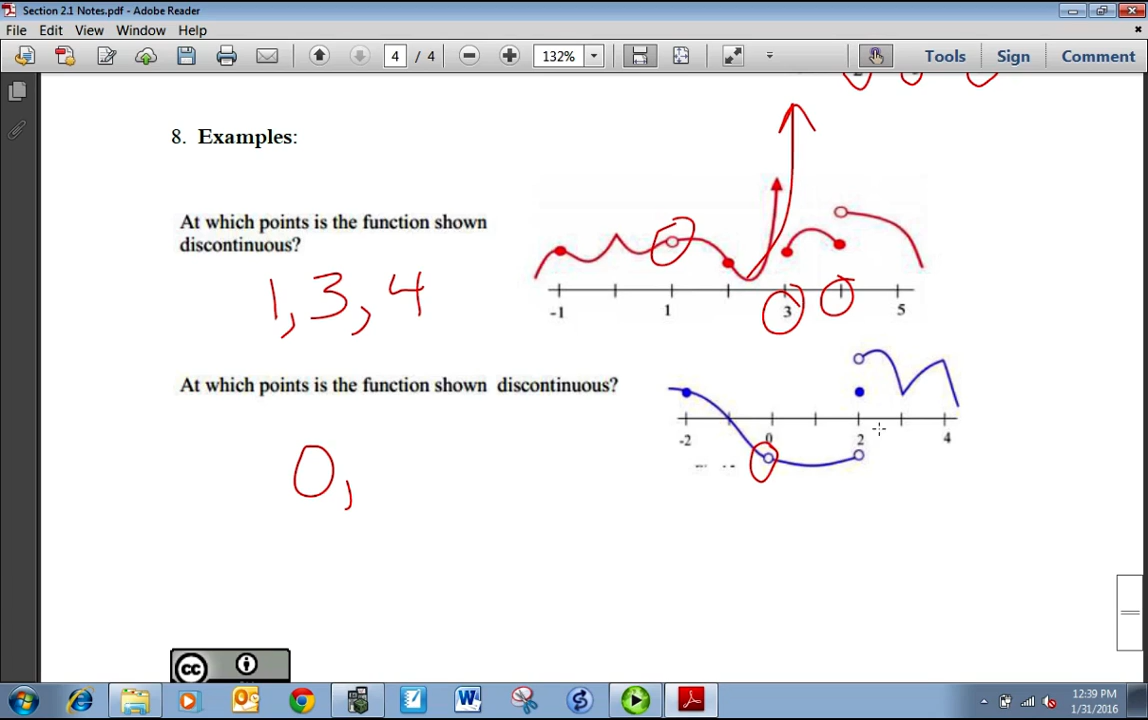 Section 2.1 Notes.pdf - Adobe Reader
File Edit View Window Help
4 / 4 132% Tools Sign Comment
8. Examples:
At which points is the function shown
discontinuous?
1, 3, 4
-1 1 3 5
At which points is the function shown discontinuous?
0,
-2 0 2 4
cc
12:39 PM
1/31/2016